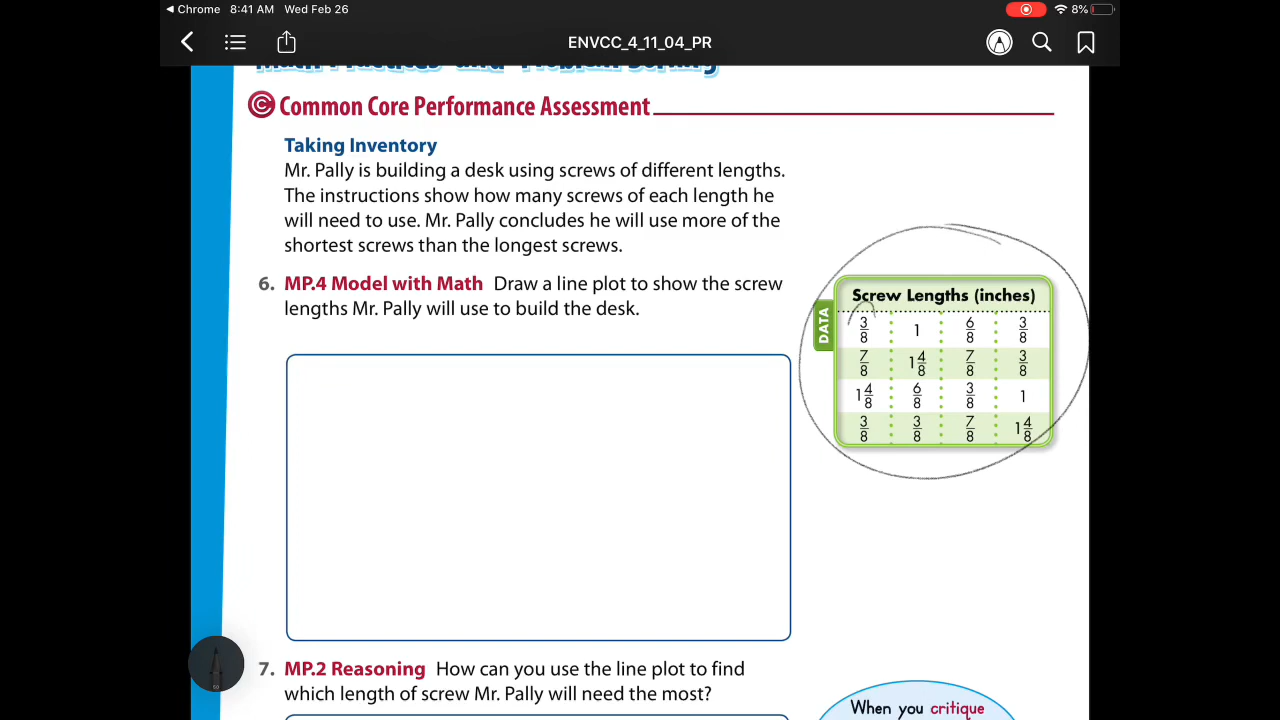 Chrome 8:41 AM Wed Feb 26 8%
ENVCC_4_11_04_PR
Common Core Performance Assessment
Taking Inventory
Mr. Pally is building a desk using screws of different lengths.
The instructions show how many screws of each length he
will need to use. Mr. Pally concludes he will use more of the
shortest screws than the longest screws.
6. MP.4 Model with Math Draw a line plot to show the screw
lengths Mr. Pally will use to build the desk.
DATA
Screw Lengths (inches)
3/8 1 6/8 3/8
7/8 1 4/8 7/8 3/8
1 4/8 6/8 3/8 1
3/8 3/8 7/8 1 4/8
7. MP.2 Reasoning How can you use the line plot to find
which length of screw Mr. Pally will need the most?
When you critique